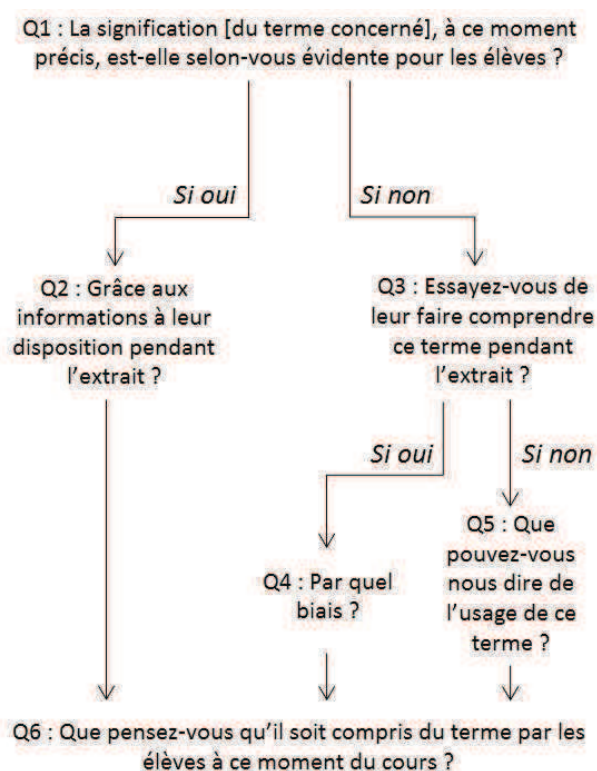 Q1 : La signification [du terme concerné], à ce moment
précis, est-elle selon-vous évidente pour les élèves ?
Si oui
Si non
Q2 : Grâce aux
informations à leur
disposition pendant
l'extrait ?
Q3 : Essayez-vous de
leur faire comprendre
ce terme pendant
l'extrait ?
Si oui
Si non
Q4 : Par quel
biais ?
Q5 : Que
pouvez-vous
nous dire de
l'usage de ce
terme ?
Q6 : Que pensez-vous qu'il soit compris du terme par les
élèves à ce moment du cours ?